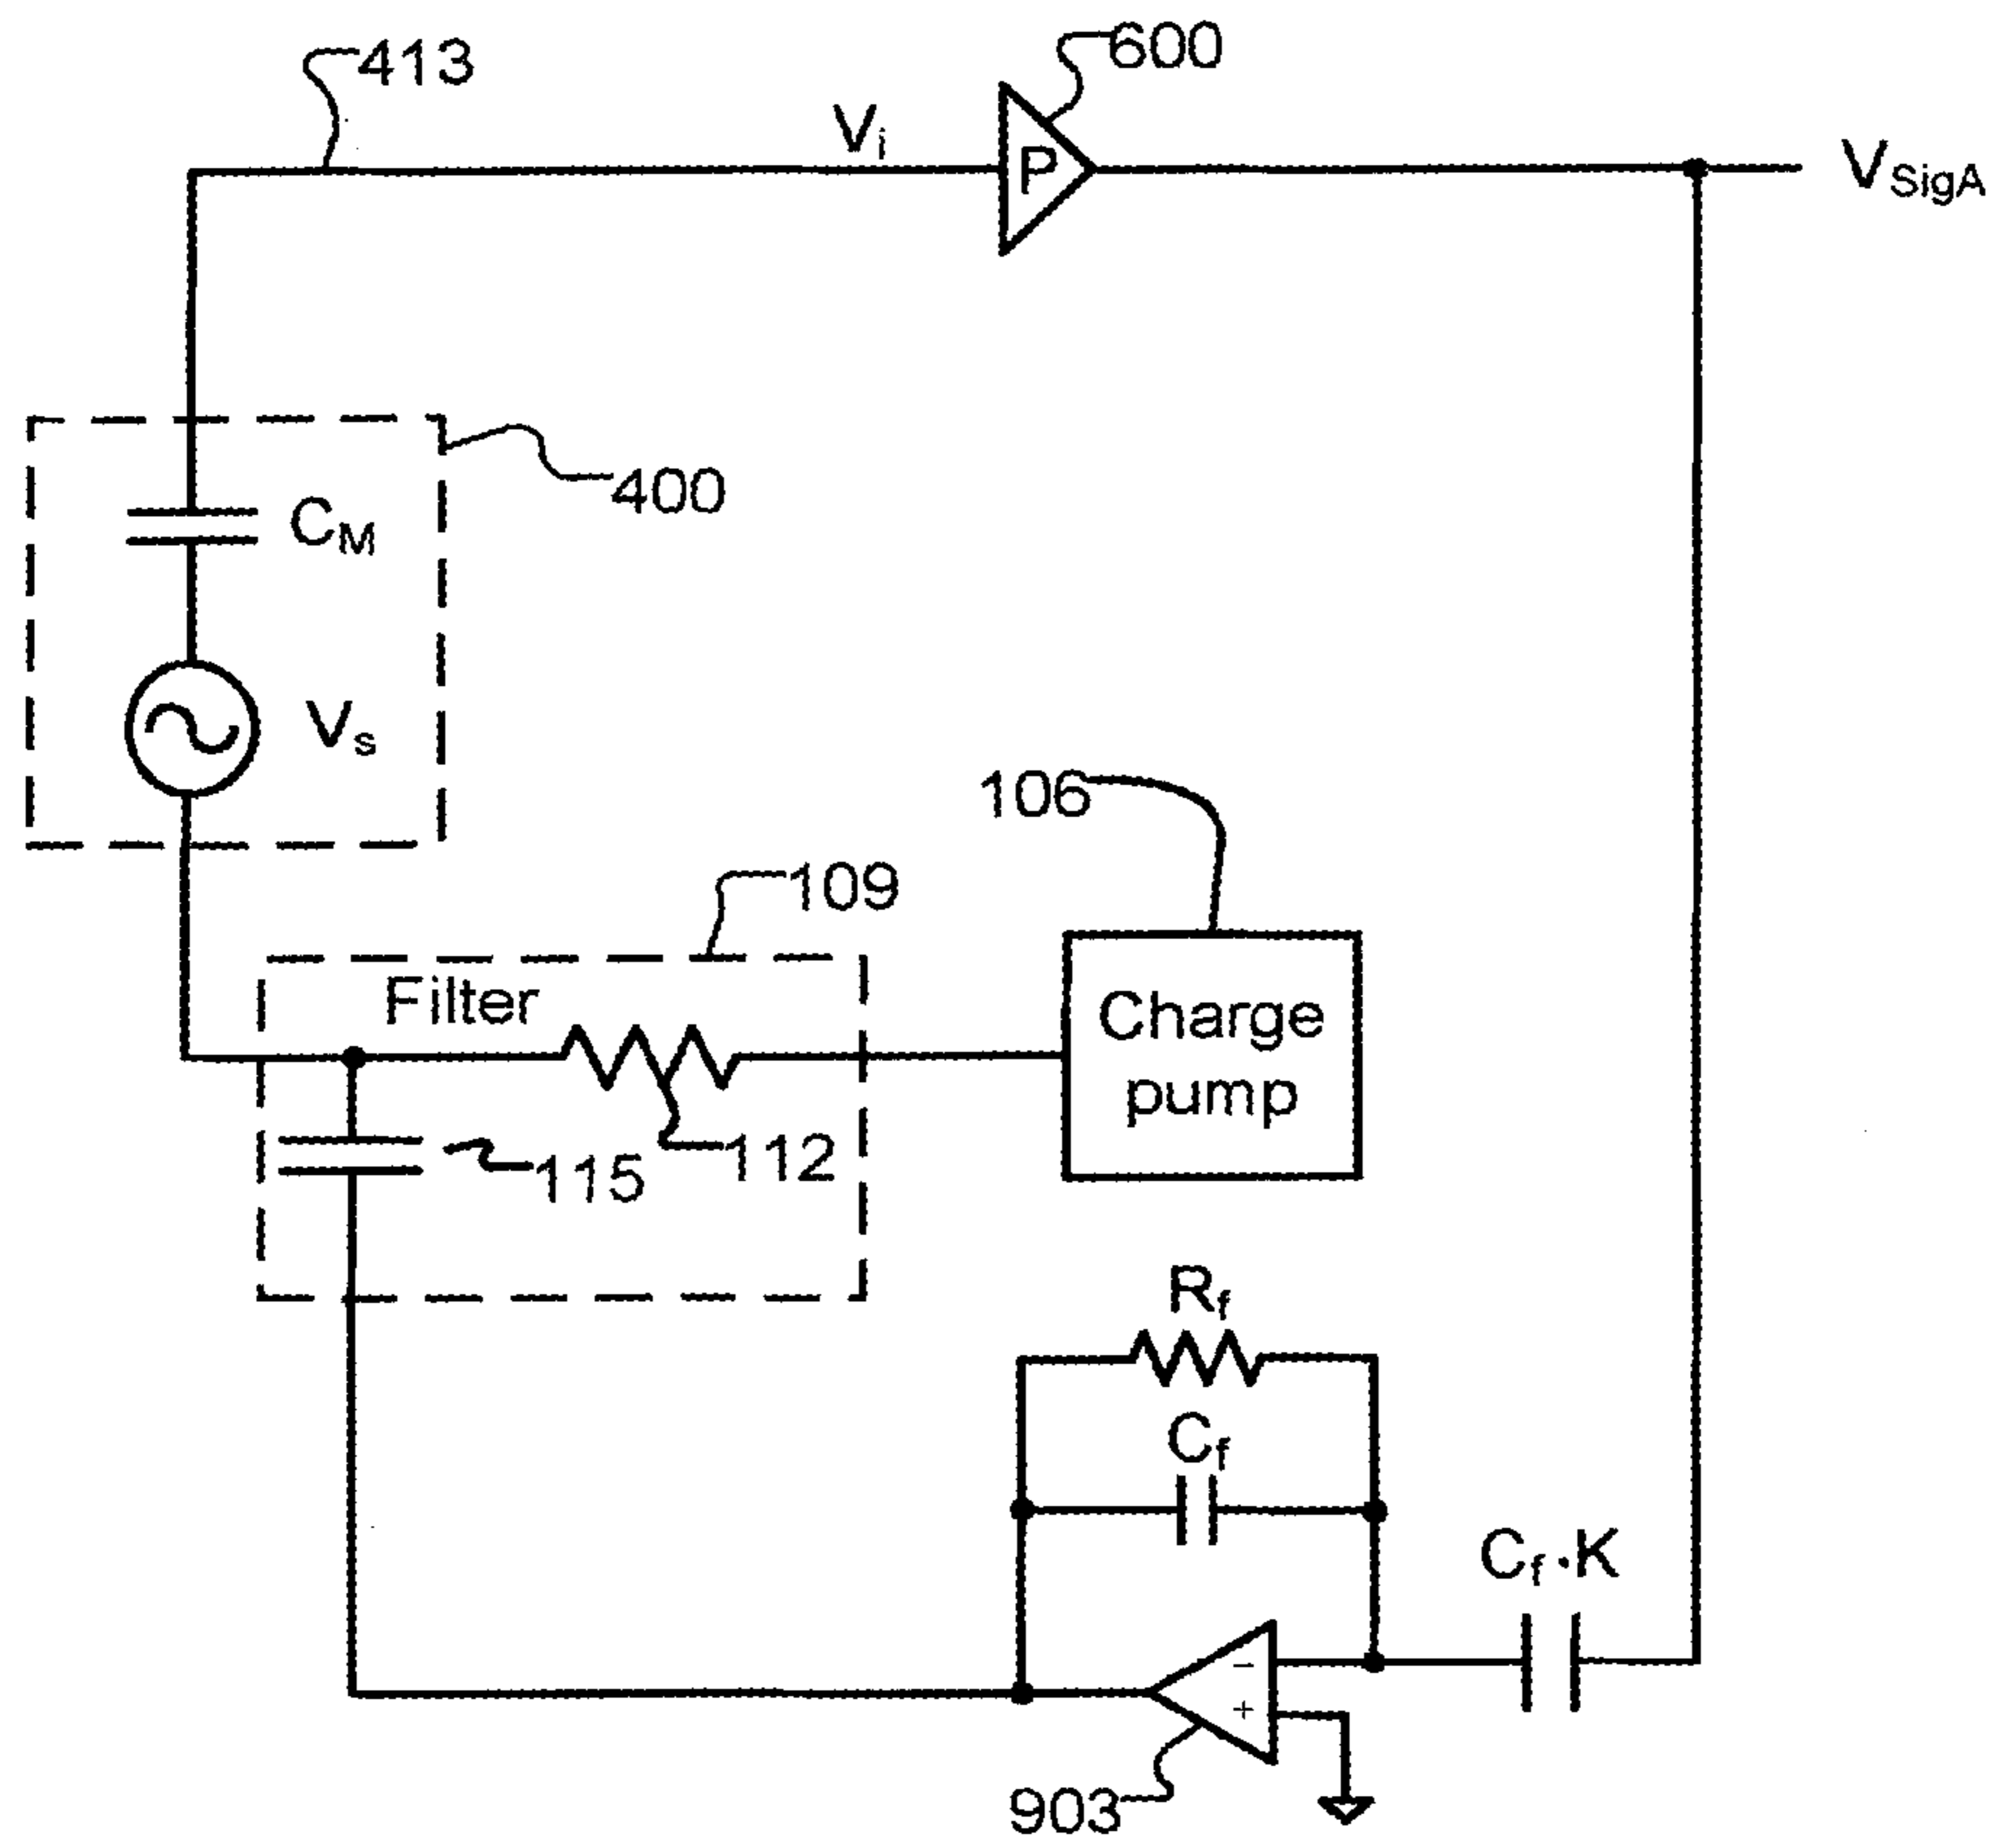 413
600
Vi
P
VSigA
400
CM
Vs
106
109
Filter
Charge
pump
115
112
Rf
Cf
Cf·K
−
+
903